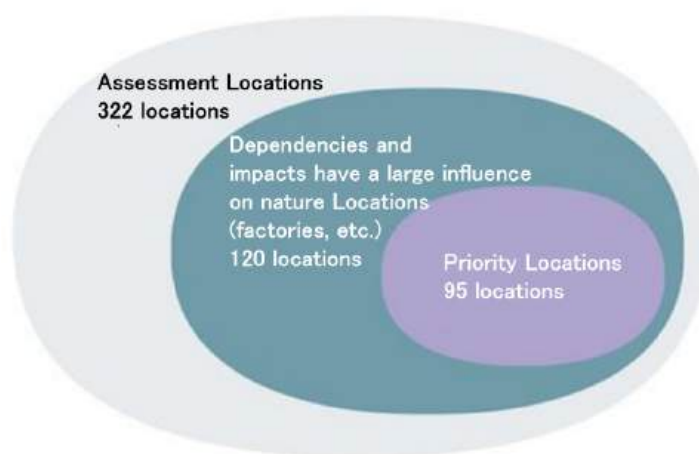 Assessment Locations
322 locations
Dependencies and
impacts have a large influence
on nature Locations
(factories, etc.)
120 locations
Priority Locations
95 locations